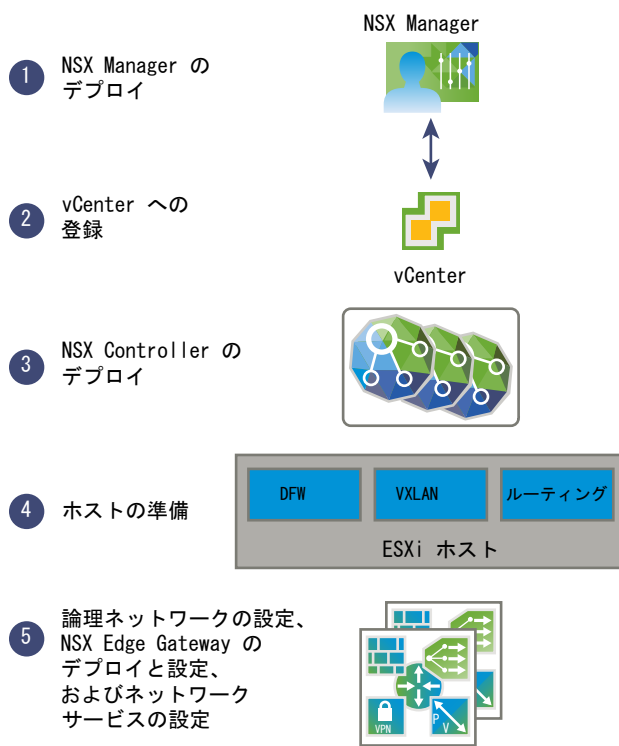 NSX Manager
1
NSX Manager の
デプロイ
2
vCenter への
登録
vCenter
3
NSX Controller の
デプロイ
4
ホストの準備
DFW
VXLAN
ルーティング
ESXi ホスト
5
論理ネットワークの設定、
NSX Edge Gateway の
デプロイと設定、
およびネットワーク
サービスの設定
VPN
P
V
V